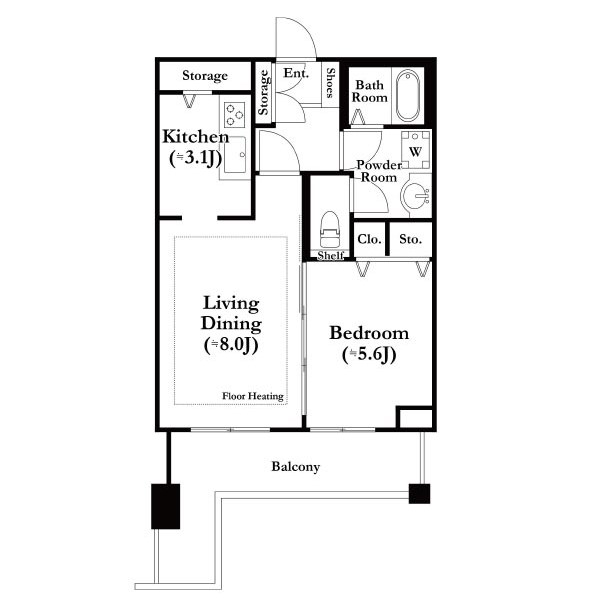 Storage
Storage
Ent.
Shoes
Bath
Room
Kitchen
(≒3.1J)
W
Powder
Room
Clo.
Sto.
Shelf
Living
Dining
(≒8.0J)
Bedroom
(≒5.6J)
Floor Heating
Balcony